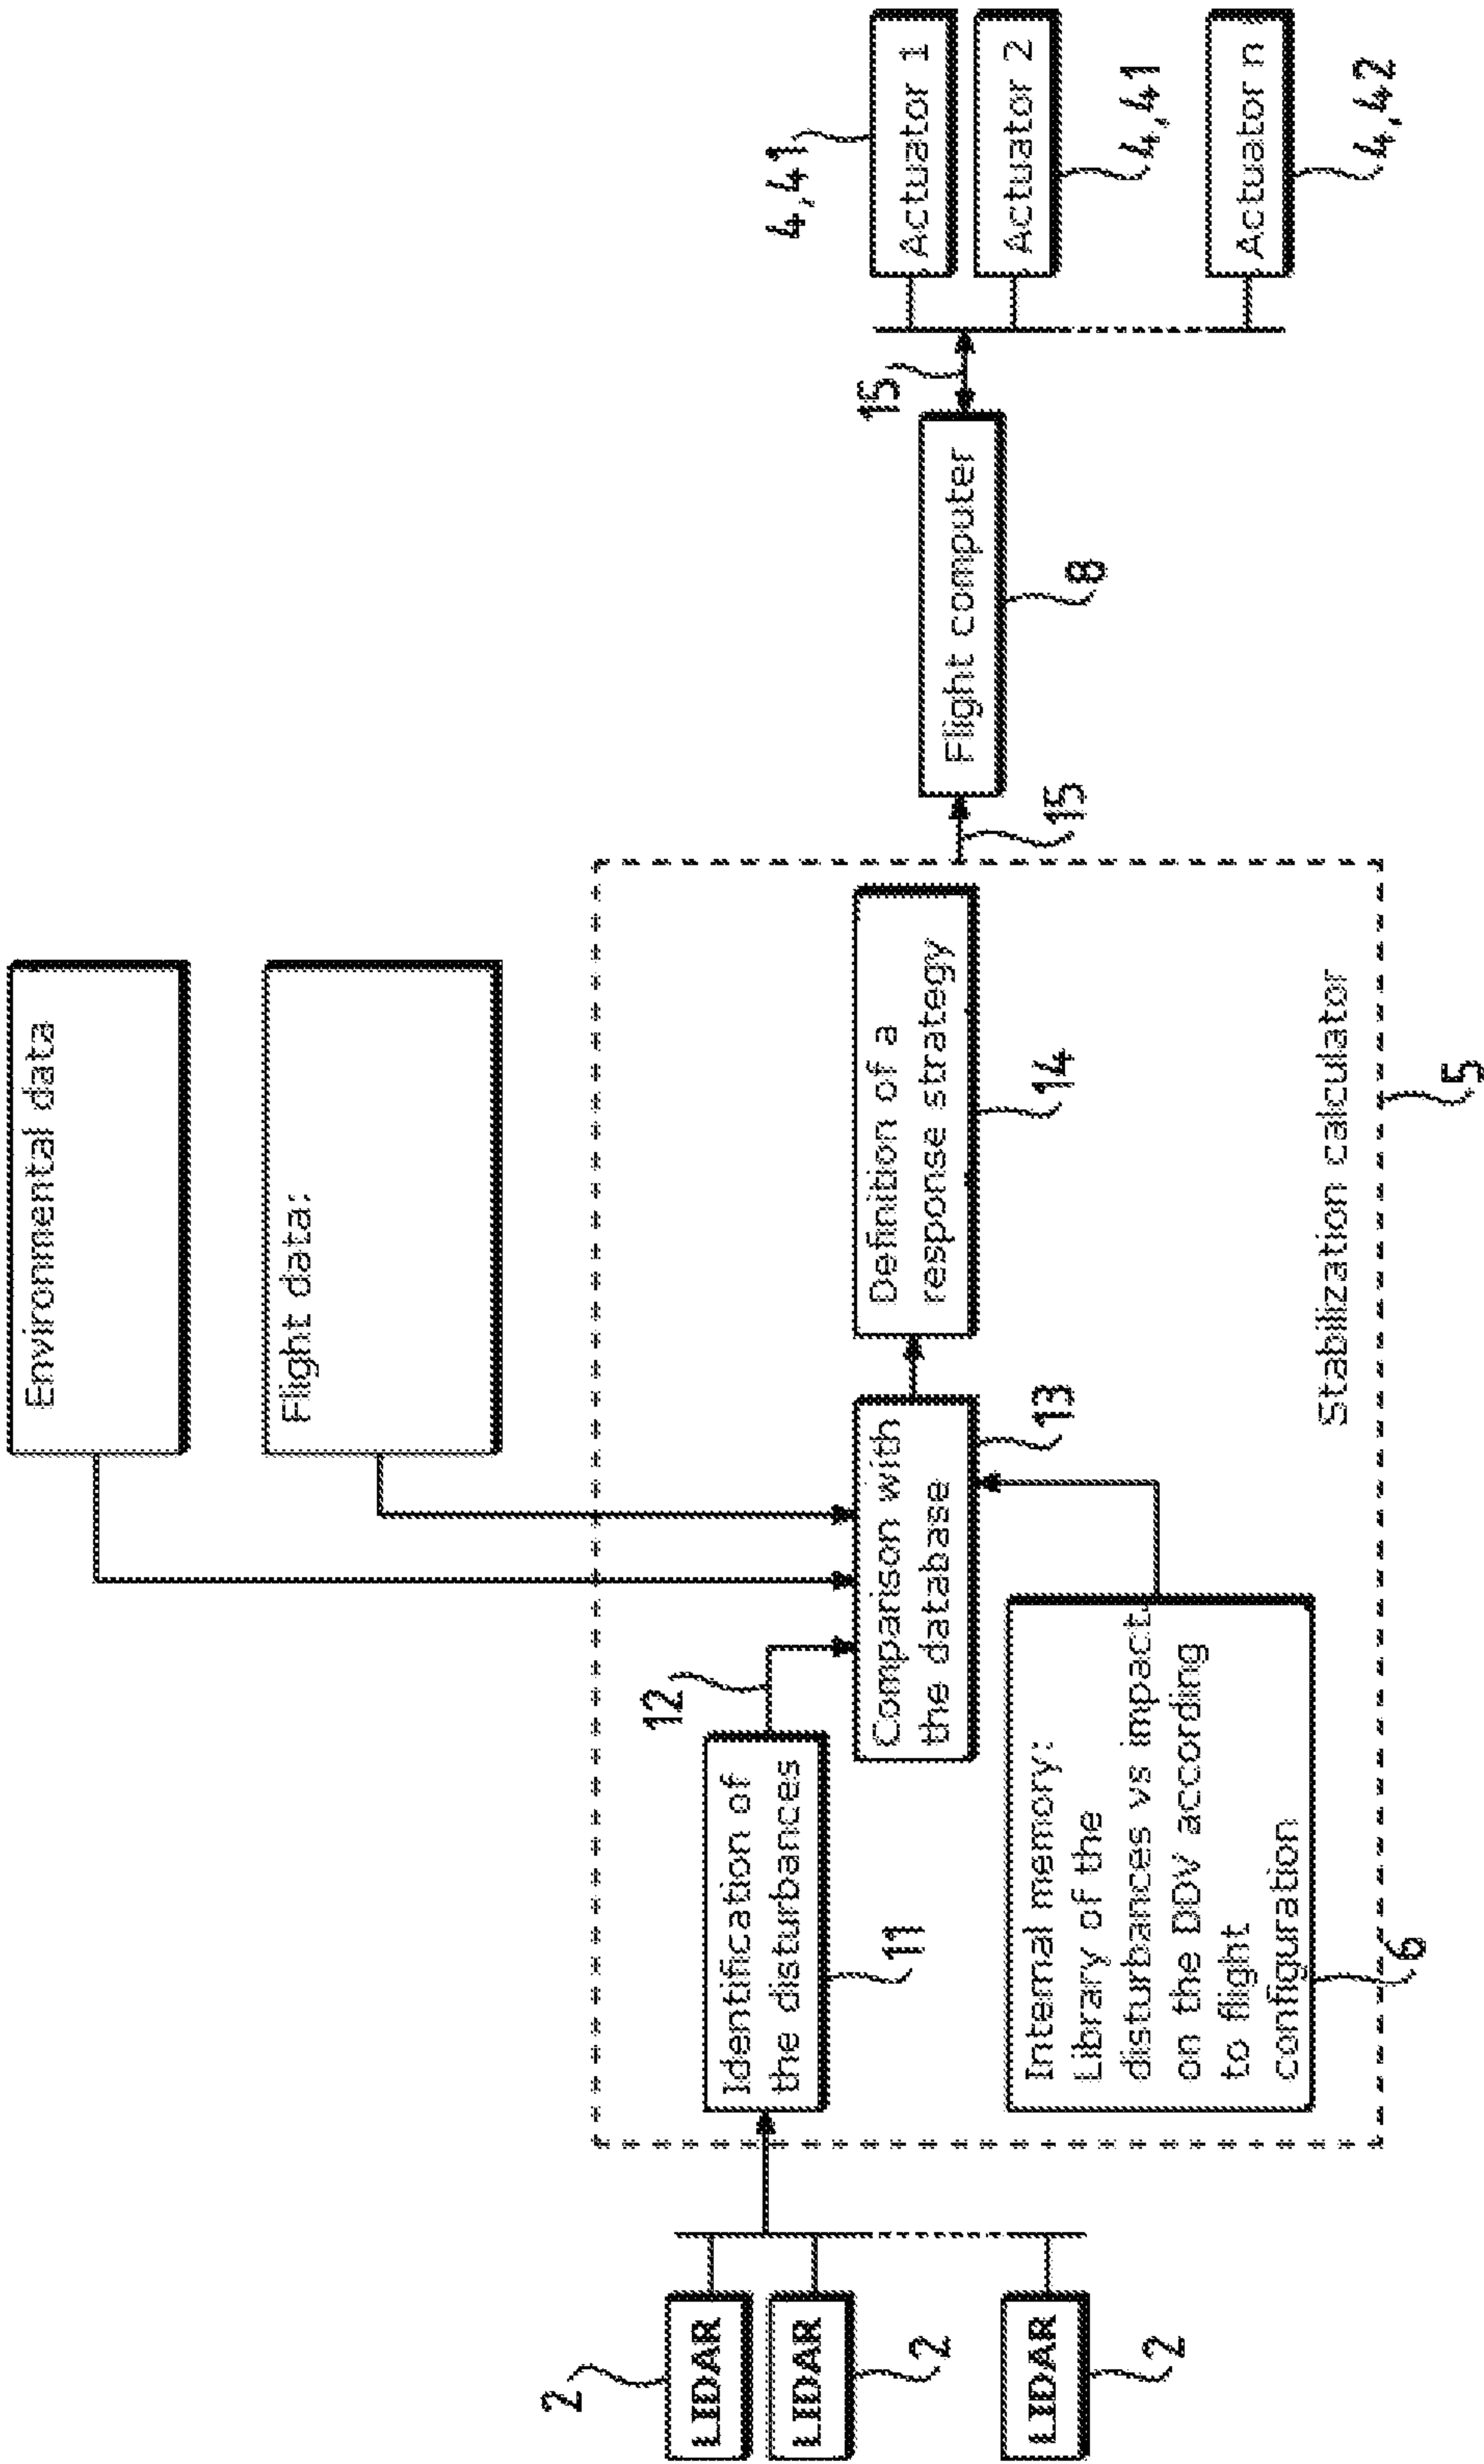 Environmental data
Flight data:
2
LIDAR
LIDAR
2
LIDAR
2
Identification of
the disturbances
11
12
Comparison with
the database
13
Definition of a
response strategy
14
Internal memory:
Library of the
disturbances vs impact
on the DDV according
to flight
configuration
6
Stabilization calculator
5
15
Flight computer
8
15
4,41
Actuator 1
Actuator 2
4,41
Actuator n
4,42